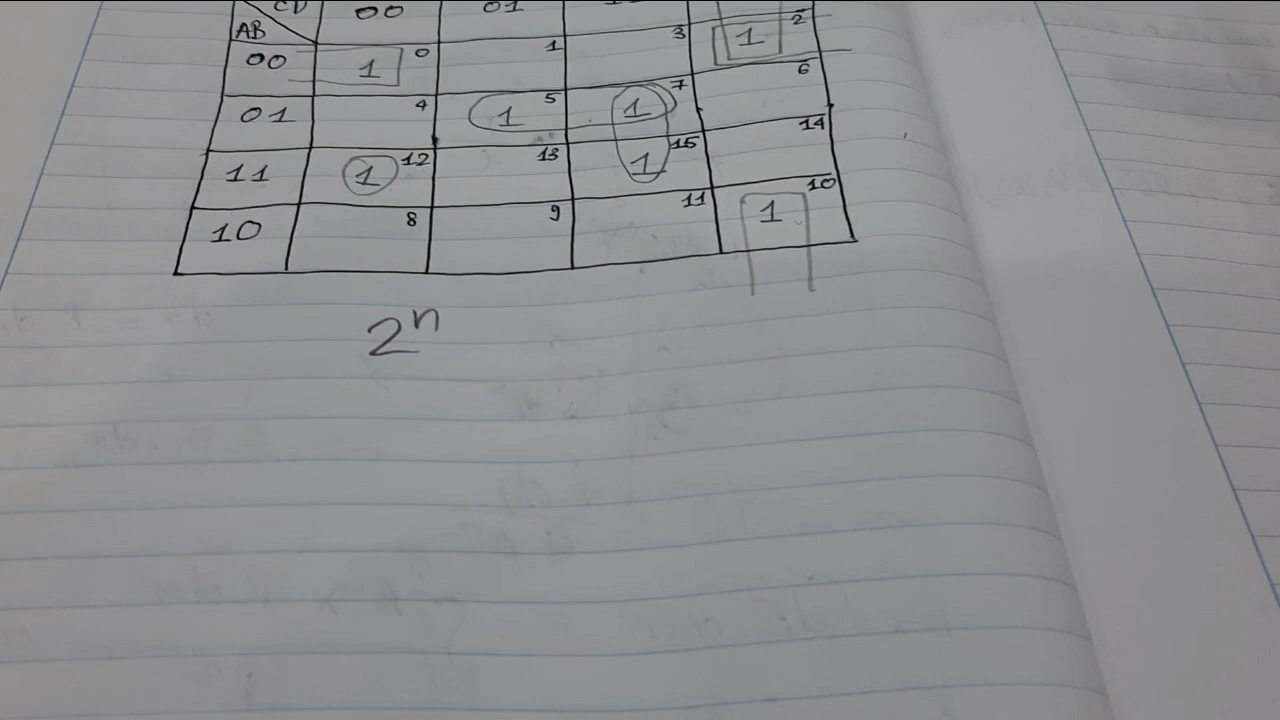 CD 00 01
AB
00 1 0 1 3 1 2
01 4 1 5 1 7 6
11 1 12 13 1 15 14
10 8 9 11 1 10
2ⁿ